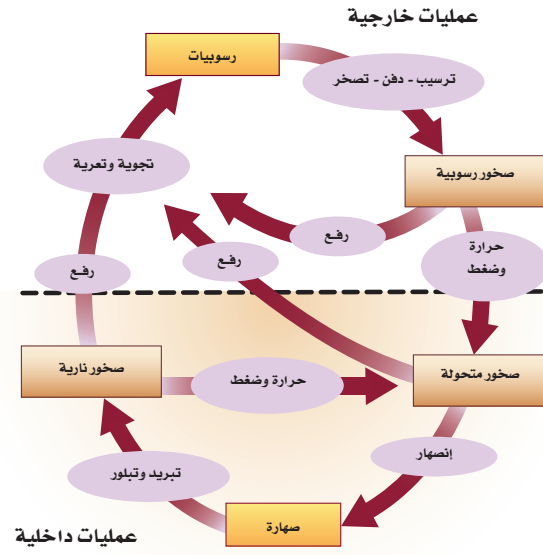 عمليات خارجية
رسوبيات
ترسيب - دفن - تصخر
تجوية وتعرية
صخور رسوبية
رفع
حرارة
وضغط
رفع
رفع
صخور نارية
حرارة وضغط
صخور متحولة
إنصهار
تبريد وتبلور
صهارة
عمليات داخلية